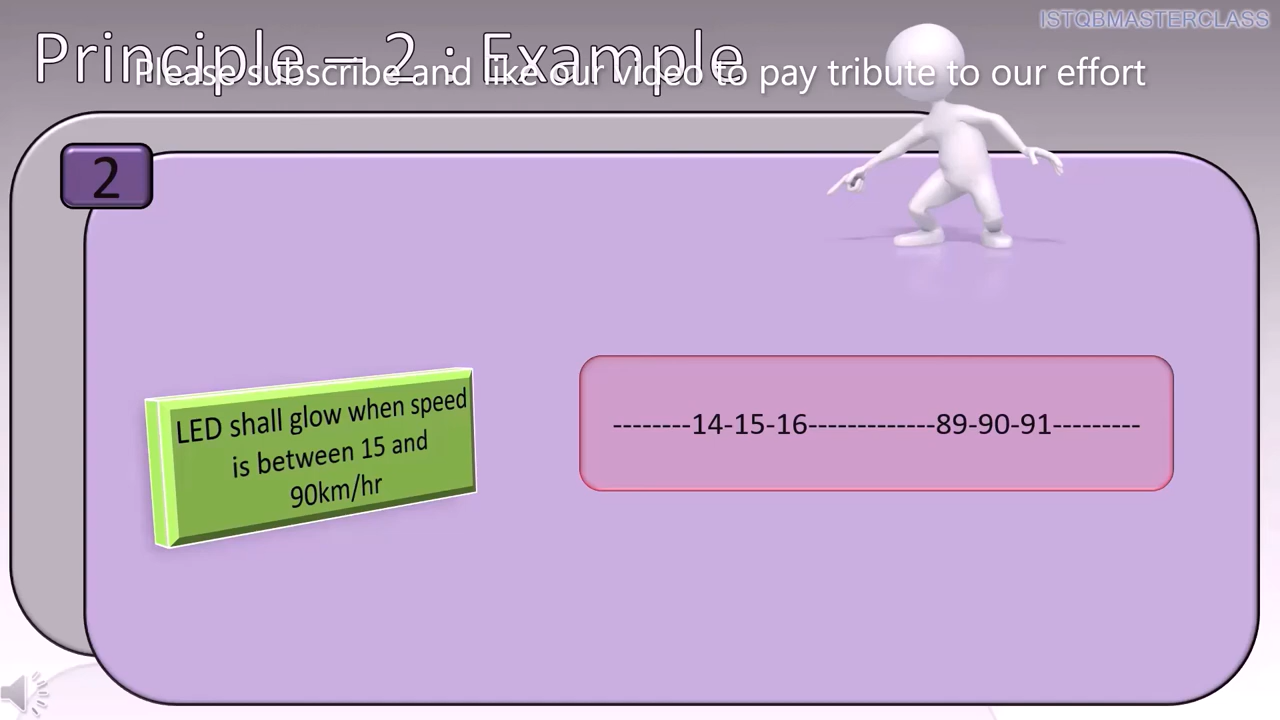 ISTQBMASTERCLASS
Principle – 2 : Example
Please subscribe and like our video to pay tribute to our effort
2
LED shall glow when speed
is between 15 and
90km/hr
--------14-15-16-------------89-90-91---------